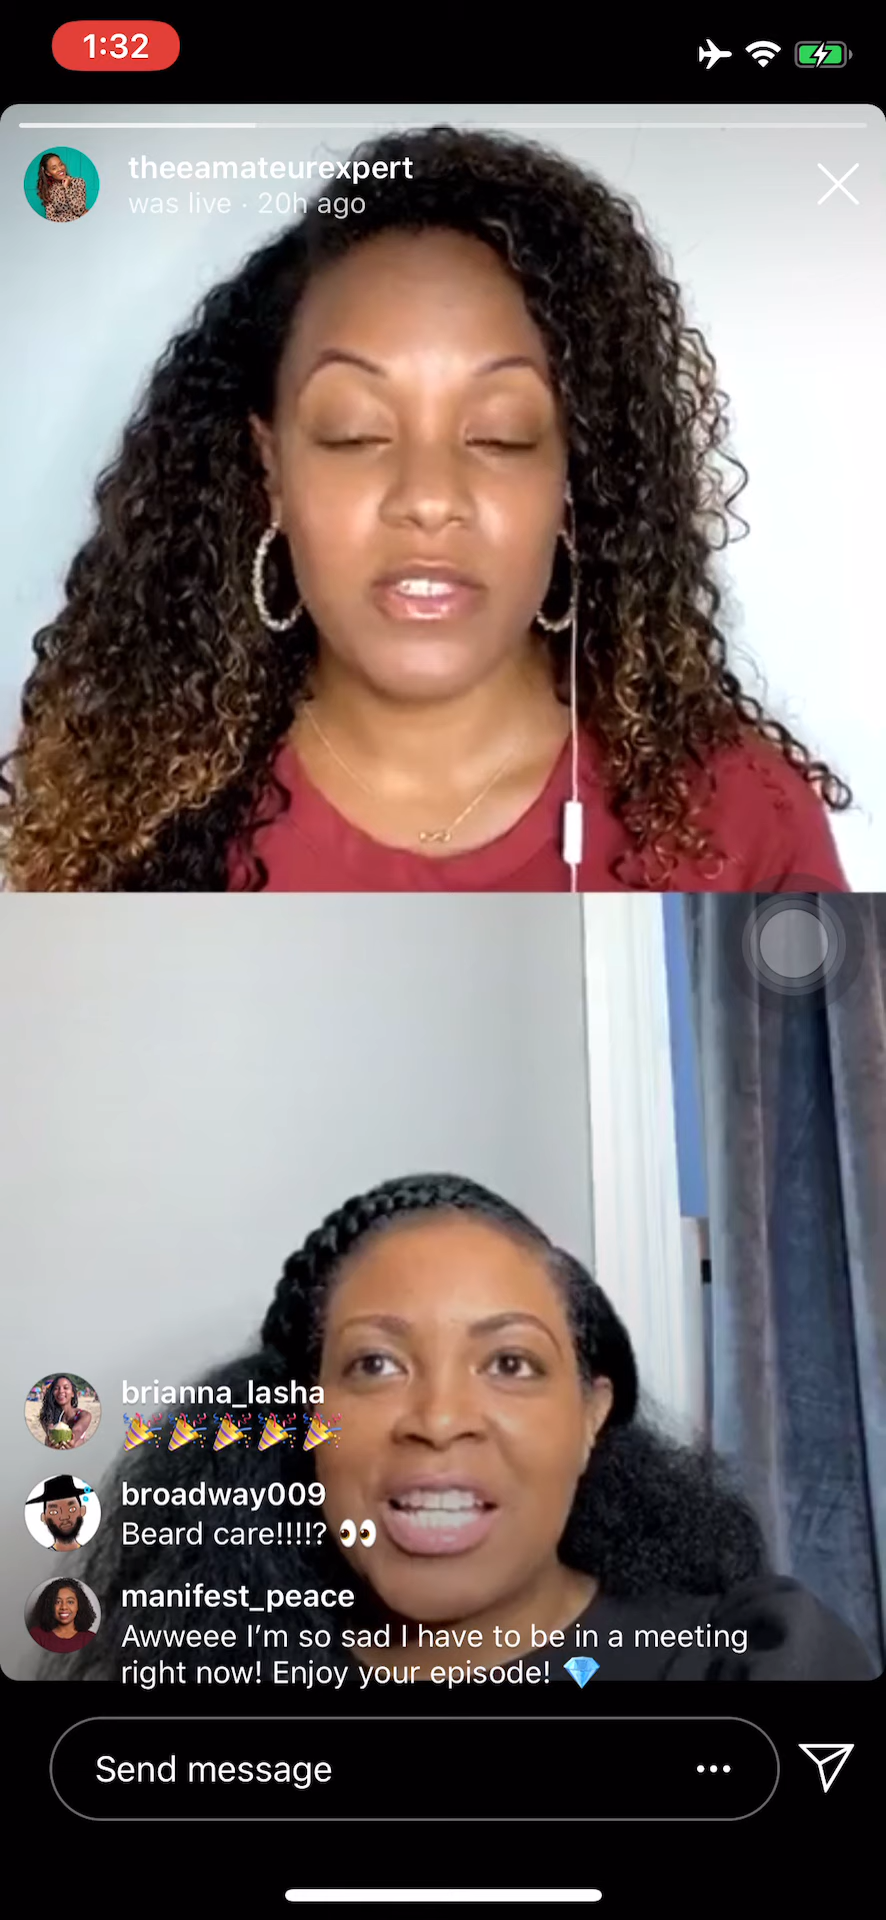 1:32
theeamateurexpert
was live · 20h ago
brianna_lasha
🎉🎉🎉🎉🎉
broadway009
Beard care!!!!? 👀
manifest_peace
Awweee I’m so sad I have to be in a meeting
right now! Enjoy your episode! 💎
Send message